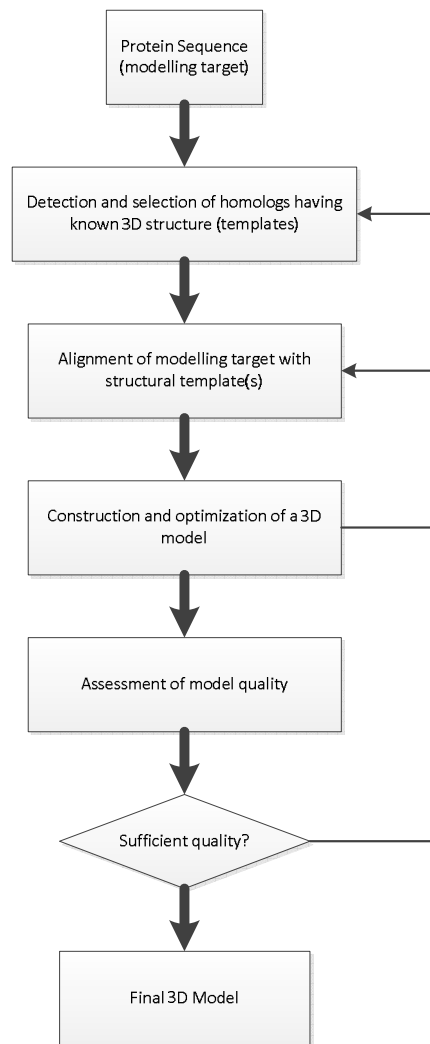 Protein Sequence
(modelling target)
Detection and selection of homologs having
known 3D structure (templates)
Alignment of modelling target with
structural template(s)
Construction and optimization of a 3D
model
Assessment of model quality
Sufficient quality?
Final 3D Model